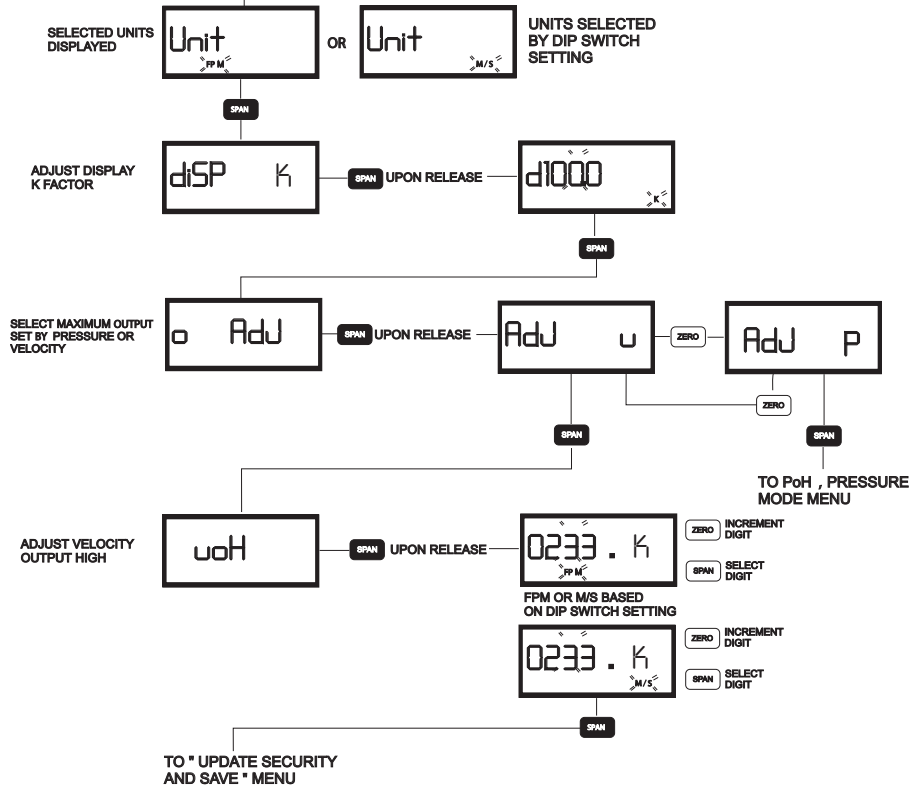 SELECTED UNITS
DISPLAYED
Unit
FPM
OR
Unit
M/S
UNITS SELECTED
BY DIP SWITCH
SETTING
SPAN
ADJUST DISPLAY
K FACTOR
diSP K
SPAN UPON RELEASE
d100.0
K
SPAN
SELECT MAXIMUM OUTPUT
SET BY PRESSURE OR
VELOCITY
o AdJ
SPAN UPON RELEASE
AdJ u
ZERO
AdJ P
ZERO
SPAN
SPAN
TO PoH , PRESSURE
MODE MENU
ADJUST VELOCITY
OUTPUT HIGH
uoH
SPAN UPON RELEASE
0233 . K
FPM
ZERO INCREMENT
DIGIT
SPAN SELECT
DIGIT
FPM OR M/S BASED
ON DIP SWITCH SETTING
0233 . K
M/S
ZERO INCREMENT
DIGIT
SPAN SELECT
DIGIT
SPAN
TO " UPDATE SECURITY
AND SAVE " MENU